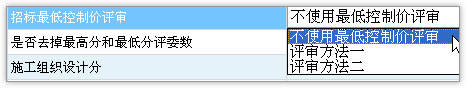 招标最低控制价评审 不使用最低控制价评审
是否去掉最高分和最低分评委数 不使用最低控制价评审
评审方法一
施工组织设计分 评审方法二